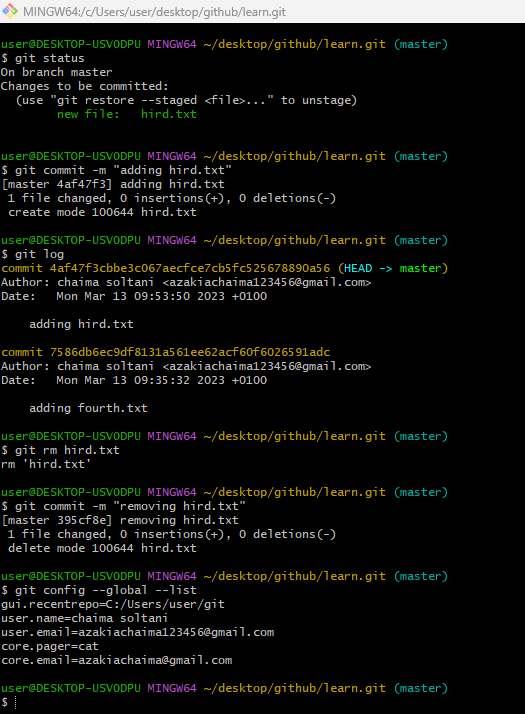 MINGW64:/c/Users/user/desktop/github/learn.git
user@DESKTOP-USVODPU MINGW64 ~/desktop/github/learn.git (master)
$ git status
On branch master
Changes to be committed:
  (use "git restore --staged <file>..." to unstage)
        new file:   hird.txt
user@DESKTOP-USVODPU MINGW64 ~/desktop/github/learn.git (master)
$ git commit -m "adding hird.txt"
[master 4af47f3] adding hird.txt
 1 file changed, 0 insertions(+), 0 deletions(-)
 create mode 100644 hird.txt
user@DESKTOP-USVODPU MINGW64 ~/desktop/github/learn.git (master)
$ git log
commit 4af47f3cbbe3c067aecfce7cb5fc525678890a56 (HEAD -> master)
Author: chaima soltani <azakiachaima123456@gmail.com>
Date:   Mon Mar 13 09:53:50 2023 +0100
    adding hird.txt
commit 7586db6ec9df8131a561ee62acf60f6026591adc
Author: chaima soltani <azakiachaima123456@gmail.com>
Date:   Mon Mar 13 09:35:32 2023 +0100
    adding fourth.txt
user@DESKTOP-USVODPU MINGW64 ~/desktop/github/learn.git (master)
$ git rm hird.txt
rm 'hird.txt'
user@DESKTOP-USVODPU MINGW64 ~/desktop/github/learn.git (master)
$ git commit -m "removing hird.txt"
[master 395cf8e] removing hird.txt
 1 file changed, 0 insertions(+), 0 deletions(-)
 delete mode 100644 hird.txt
user@DESKTOP-USVODPU MINGW64 ~/desktop/github/learn.git (master)
$ git config --global --list
gui.recentrepo=C:/Users/user/git
user.name=chaima soltani
user.email=azakiachaima123456@gmail.com
core.pager=cat
core.email=azakiachaima@gmail.com
user@DESKTOP-USVODPU MINGW64 ~/desktop/github/learn.git (master)
$